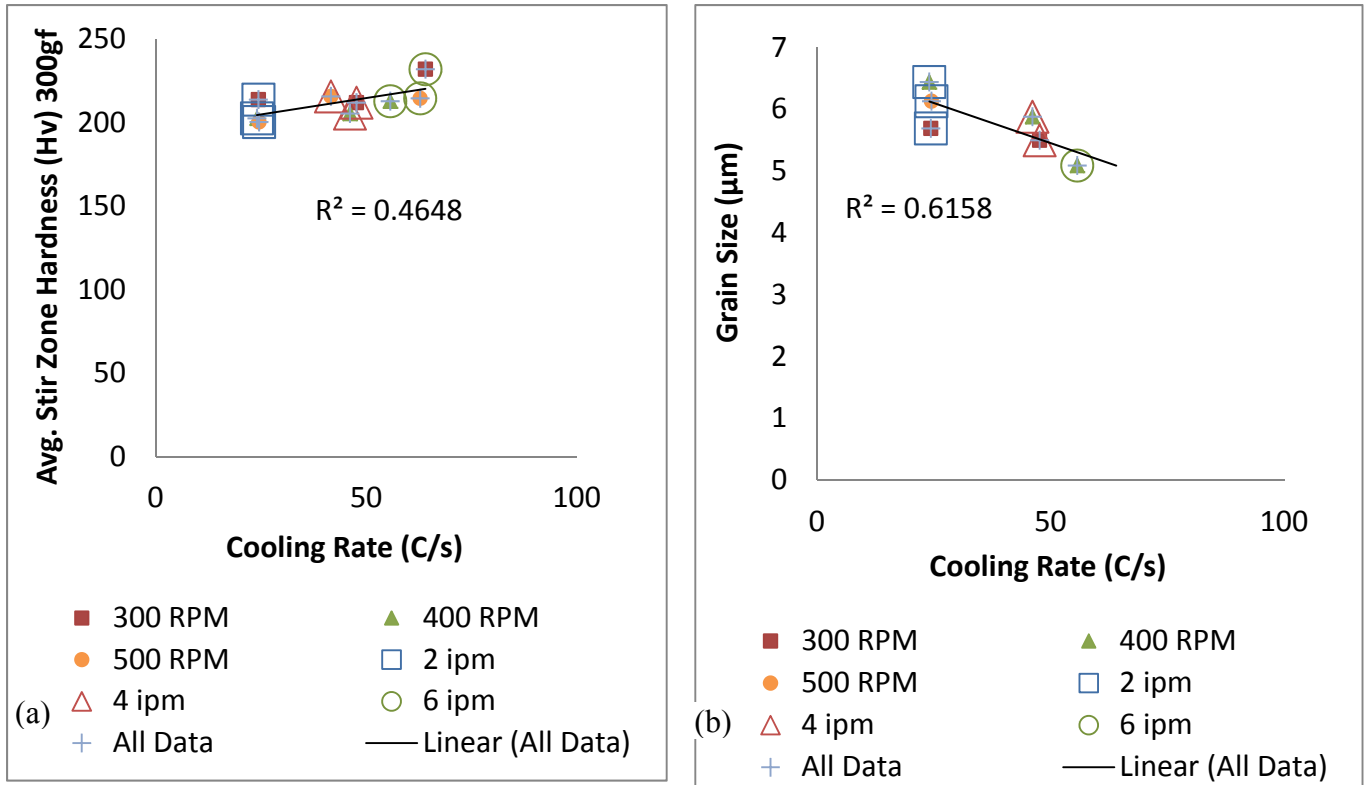 250
200
150
100
50
0
Avg. Stir Zone Hardness (Hv) 300gf
R² = 0.4648
0 50 100
Cooling Rate (C/s)
300 RPM 400 RPM
500 RPM 2 ipm
4 ipm 6 ipm
All Data Linear (All Data)
(a)
7
6
5
4
3
2
1
0
Grain Size (µm)
R² = 0.6158
0 50 100
Cooling Rate (C/s)
300 RPM 400 RPM
500 RPM 2 ipm
4 ipm 6 ipm
All Data Linear (All Data)
(b)